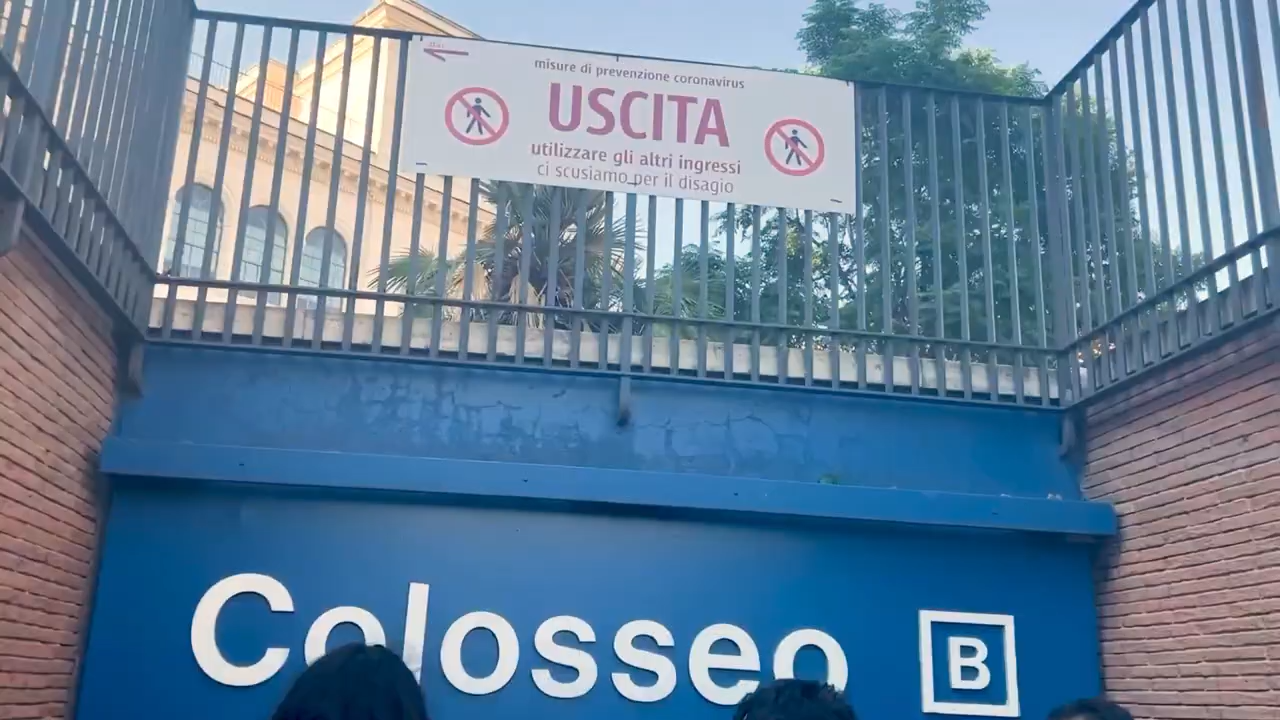 misure di prevenzione coronavirus
USCITA
utilizzare gli altri ingressi
ci scusiamo per il disagio
Colosseo B